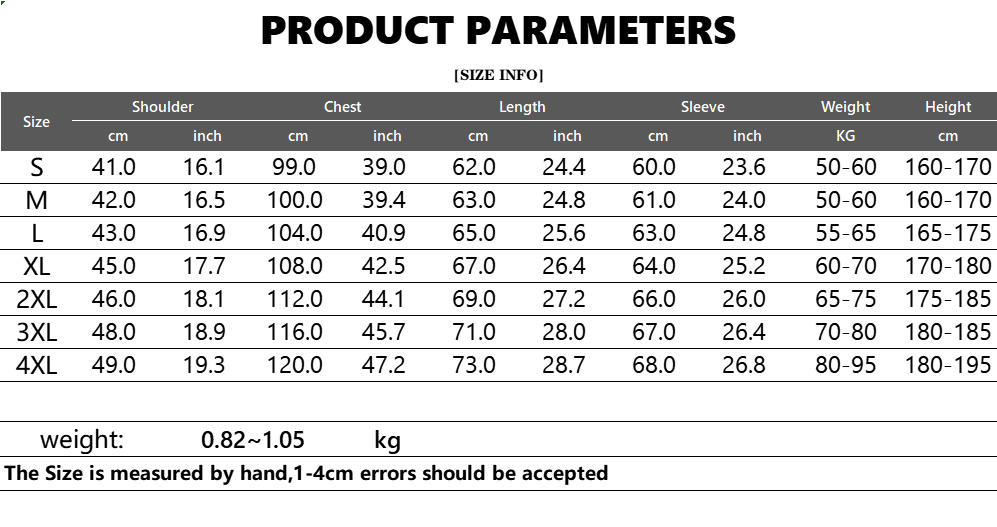 PRODUCT PARAMETERS
[SIZE INFO]
Size Shoulder Chest Length Sleeve Weight Height
cm inch cm inch cm inch cm inch KG cm
S 41.0 16.1 99.0 39.0 62.0 24.4 60.0 23.6 50-60 160-170
M 42.0 16.5 100.0 39.4 63.0 24.8 61.0 24.0 50-60 160-170
L 43.0 16.9 104.0 40.9 65.0 25.6 63.0 24.8 55-65 165-175
XL 45.0 17.7 108.0 42.5 67.0 26.4 64.0 25.2 60-70 170-180
2XL 46.0 18.1 112.0 44.1 69.0 27.2 66.0 26.0 65-75 175-185
3XL 48.0 18.9 116.0 45.7 71.0 28.0 67.0 26.4 70-80 180-185
4XL 49.0 19.3 120.0 47.2 73.0 28.7 68.0 26.8 80-95 180-195
weight: 0.82~1.05 kg
The Size is measured by hand,1-4cm errors should be accepted